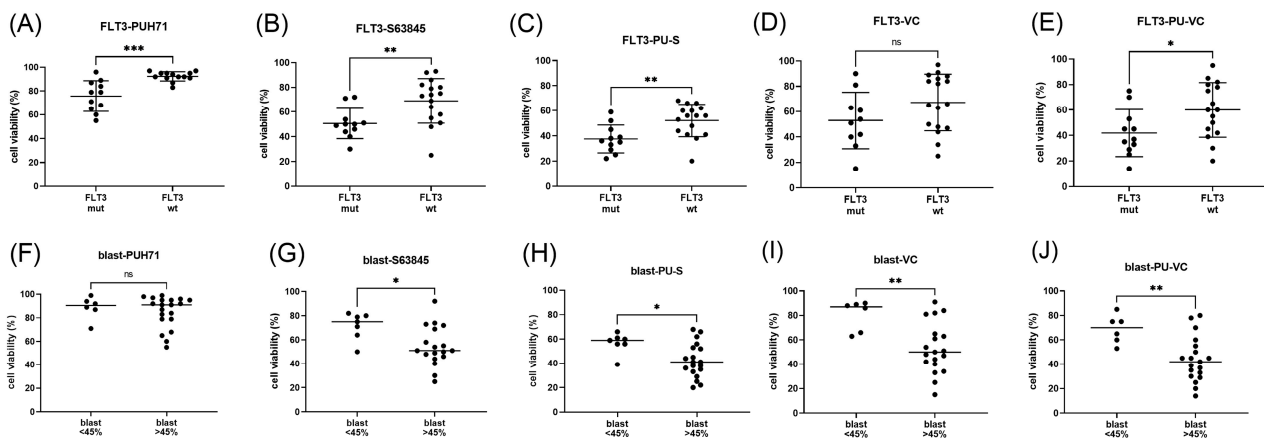 (A)
FLT3-PUH71
***
cell viability (%)
100
80
60
40
20
0
FLT3
mut
FLT3
wt
(B)
FLT3-S63845
**
cell viability (%)
100
80
60
40
20
0
FLT3
mut
FLT3
wt
(C)
FLT3-PU-S
**
cell viability (%)
100
80
60
40
20
0
FLT3
mut
FLT3
wt
(D)
FLT3-VC
ns
cell viability (%)
100
80
60
40
20
0
FLT3
mut
FLT3
wt
(E)
FLT3-PU-VC
*
cell viability (%)
100
80
60
40
20
0
FLT3
mut
FLT3
wt
(F)
blast-PUH71
ns
cell viability (%)
100
80
60
40
20
0
blast
<45%
blast
>45%
(G)
blast-S63845
*
cell viability (%)
100
80
60
40
20
0
blast
<45%
blast
>45%
(H)
blast-PU-S
*
cell viability (%)
100
80
60
40
20
0
blast
<45%
blast
>45%
(I)
blast-VC
**
cell viability (%)
100
80
60
40
20
0
blast
<45%
blast
>45%
(J)
blast-PU-VC
**
cell viability (%)
100
80
60
40
20
0
blast
<45%
blast
>45%